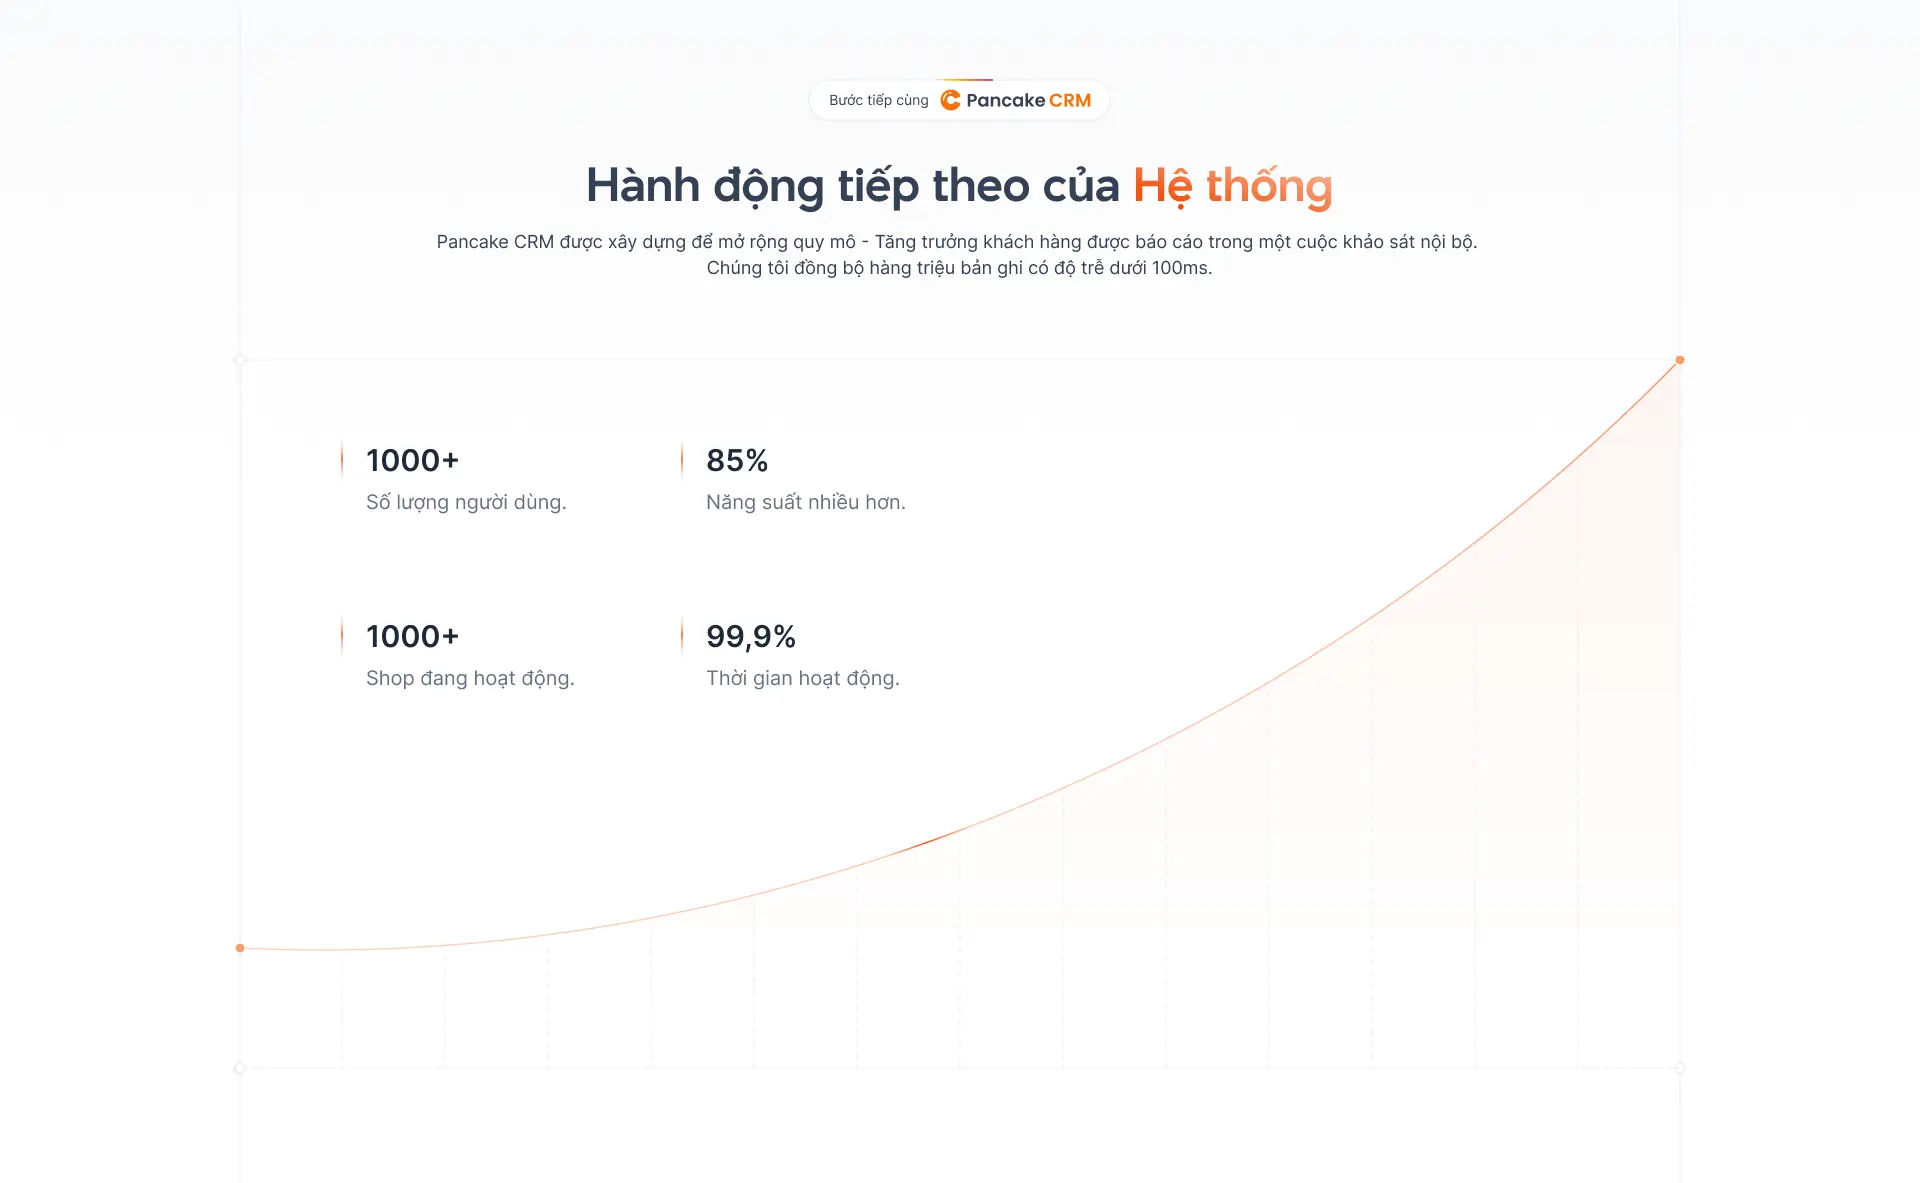 Bước tiếp cùng Pancake CRM
Hành động tiếp theo của Hệ thống
Pancake CRM được xây dựng để mở rộng quy mô - Tăng trưởng khách hàng được báo cáo trong một cuộc khảo sát nội bộ.
Chúng tôi đồng bộ hàng triệu bản ghi có độ trễ dưới 100ms.
1000+
Số lượng người dùng.
85%
Năng suất nhiều hơn.
1000+
Shop đang hoạt động.
99,9%
Thời gian hoạt động.